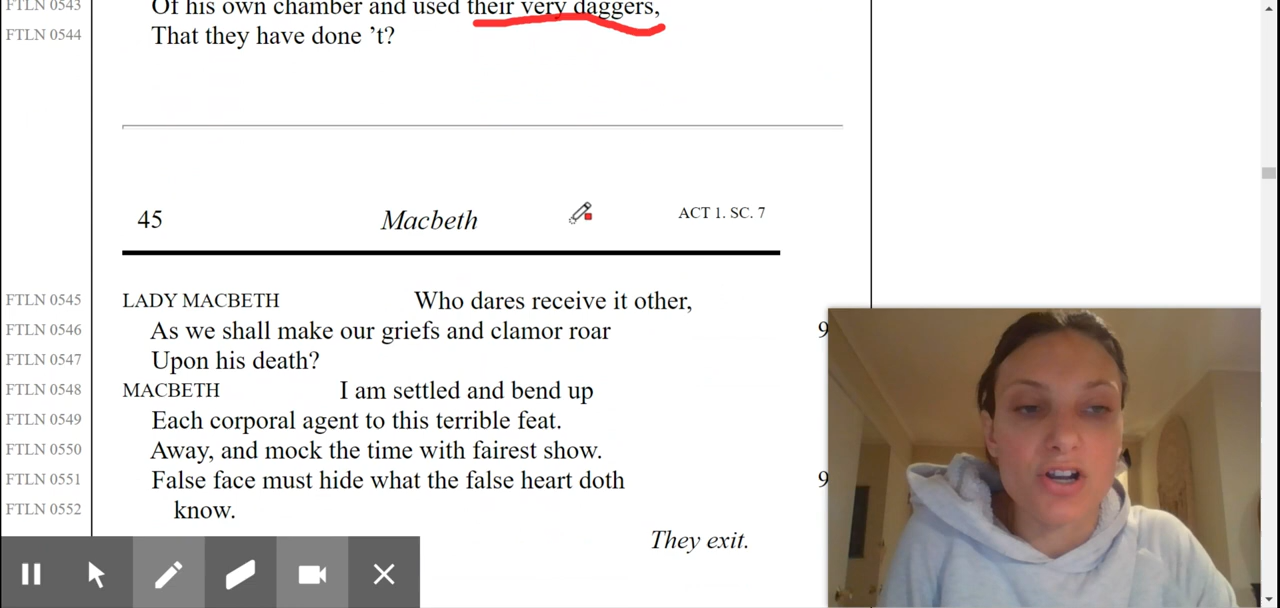 FTLN 0543 Of his own chamber and used their very daggers,
FTLN 0544 That they have done ’t?
45 Macbeth ACT 1. SC. 7
FTLN 0545 LADY MACBETH Who dares receive it other,
FTLN 0546 As we shall make our griefs and clamor roar 9
FTLN 0547 Upon his death?
FTLN 0548 MACBETH I am settled and bend up
FTLN 0549 Each corporal agent to this terrible feat.
FTLN 0550 Away, and mock the time with fairest show.
FTLN 0551 False face must hide what the false heart doth 9
FTLN 0552 know.
They exit.